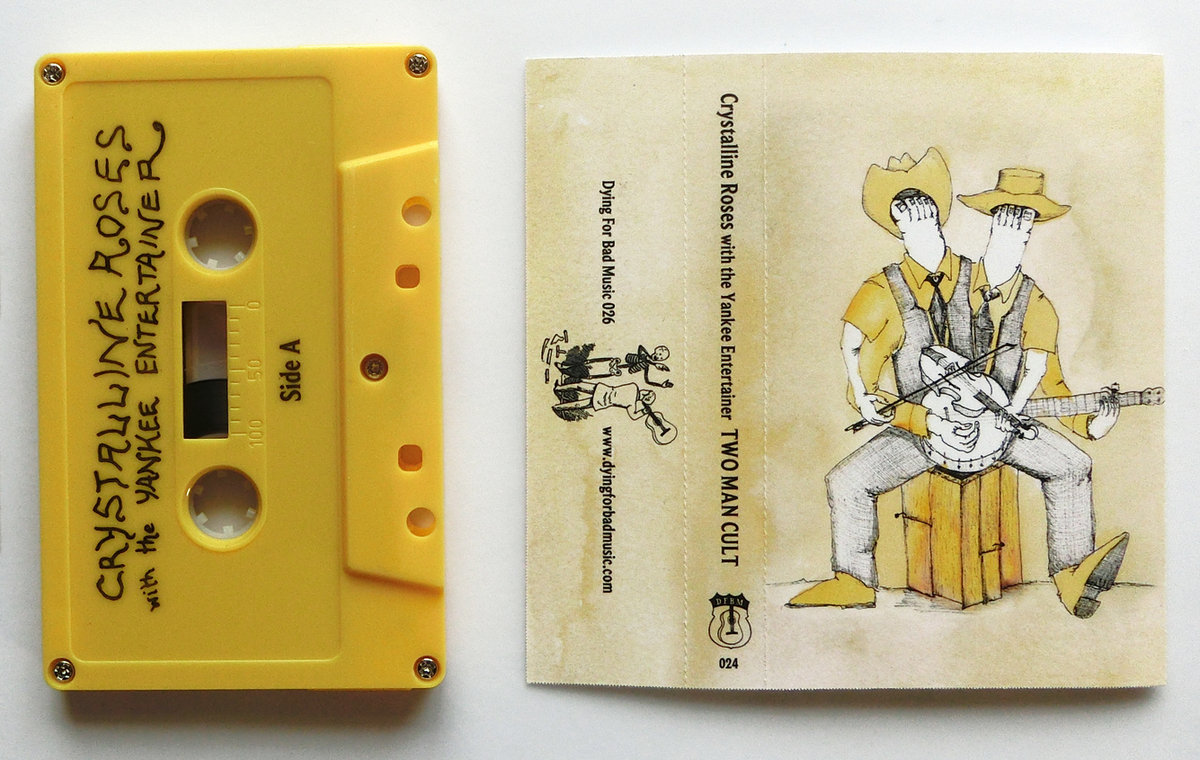 CRYSTALLINE ROSES
with the YANKEE ENTERTAINER
0
50
100
Side A
Dying For Bad Music 026
www.dyingforbadmusic.com
Crystalline Roses with the Yankee Entertainer TWO MAN CULT
DFBM
024